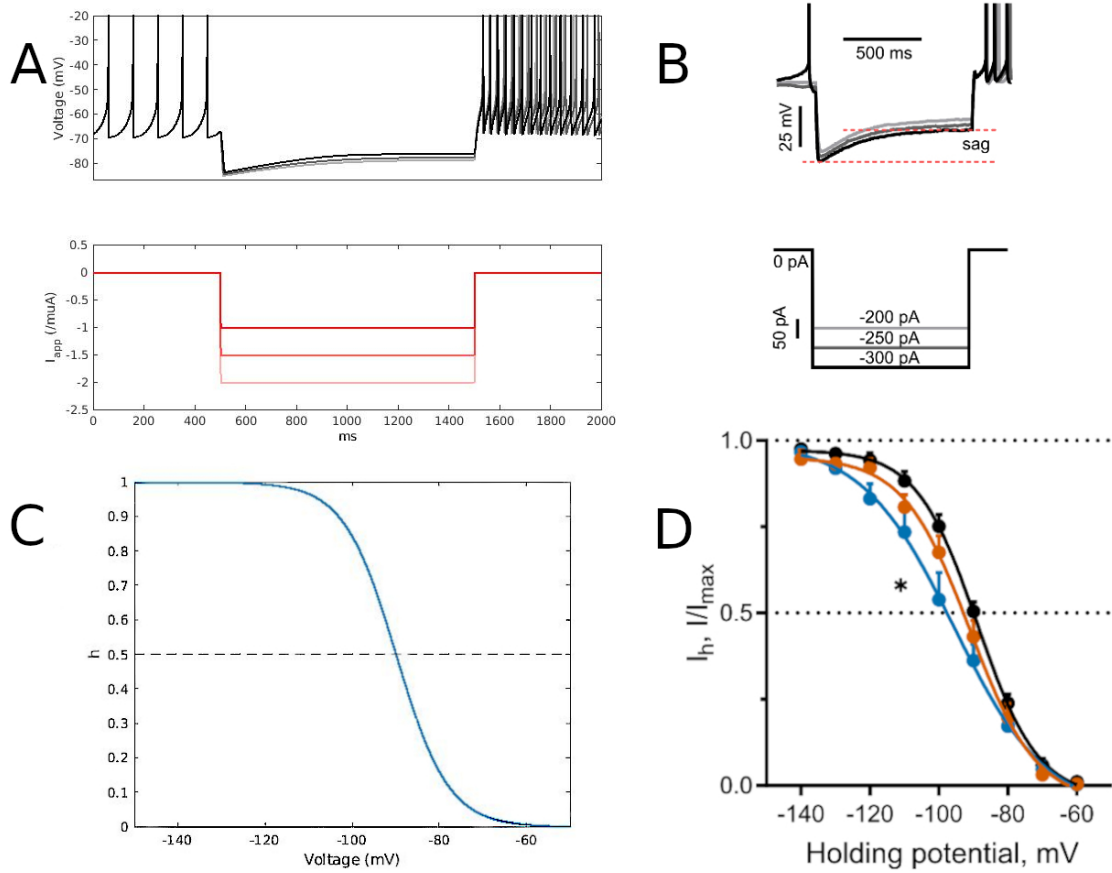 A
Voltage (mV)
-20
-30
-40
-50
-60
-70
-80
I_app (/muA)
0.5
0
-0.5
-1
-1.5
-2
-2.5
0 200 400 600 800 1000 1200 1400 1600 1800 2000
ms
B
500 ms
25 mV
sag
0 pA
50 pA
-200 pA
-250 pA
-300 pA
C
h
1
0.9
0.8
0.7
0.6
0.5
0.4
0.3
0.2
0.1
0
-140 -120 -100 -80 -60
Voltage (mV)
D
I_h, I/I_max
1.0
0.5
0.0
*
-140 -120 -100 -80 -60
Holding potential, mV